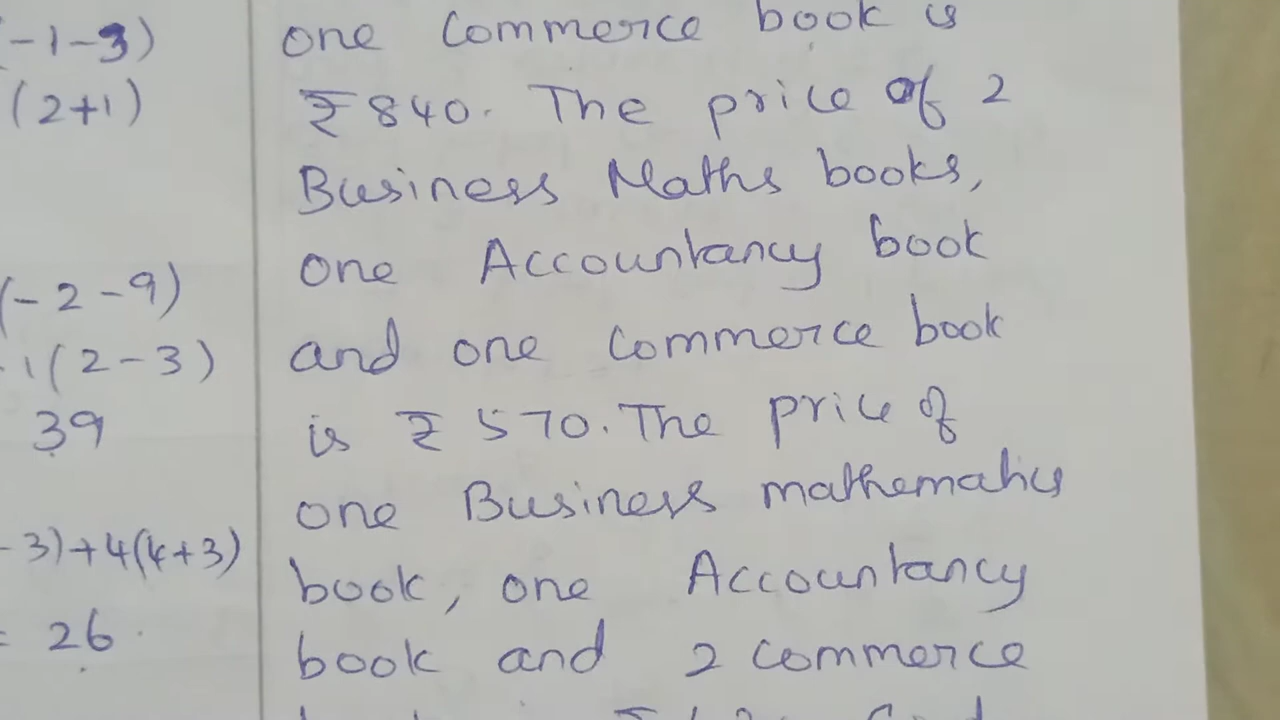 -1-3)
(2+1)
(-2-9)
1(2-3)
39
-3)+4(4+3)
= 26
one Commerce book is
₹840. The price of 2
Business Maths books,
one Accountancy book
and one Commerce book
is ₹570. The price of
one Business mathematics
book, one Accountancy
book and 2 commerce